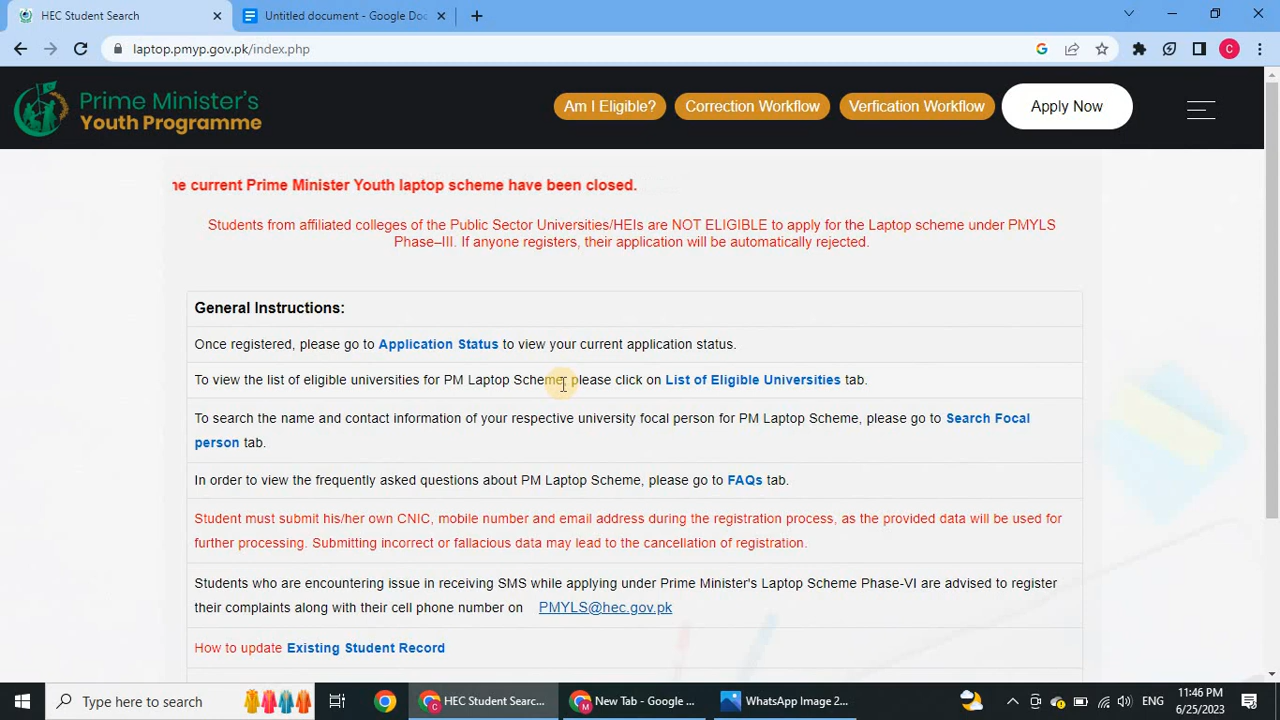 HEC Student Search
Untitled document - Google Doc
laptop.pmyp.gov.pk/index.php
Prime Minister's
Youth Programme
Am I Eligible?
Correction Workflow
Verfication Workflow
Apply Now
he current Prime Minister Youth laptop scheme have been closed.
Students from affiliated colleges of the Public Sector Universities/HEIs are NOT ELIGIBLE to apply for the Laptop scheme under PMYLS
Phase–III. If anyone registers, their application will be automatically rejected.
General Instructions:
Once registered, please go to Application Status to view your current application status.
To view the list of eligible universities for PM Laptop Scheme, please click on List of Eligible Universities tab.
To search the name and contact information of your respective university focal person for PM Laptop Scheme, please go to Search Focal
person tab.
In order to view the frequently asked questions about PM Laptop Scheme, please go to FAQs tab.
Student must submit his/her own CNIC, mobile number and email address during the registration process, as the provided data will be used for
further processing. Submitting incorrect or fallacious data may lead to the cancellation of registration.
Students who are encountering issue in receiving SMS while applying under Prime Minister's Laptop Scheme Phase-VI are advised to register
their complaints along with their cell phone number on PMYLS@hec.gov.pk
How to update Existing Student Record
Type here to search
HEC Student Searc...
New Tab - Google ...
WhatsApp Image 2...
ENG
11:46 PM
6/25/2023